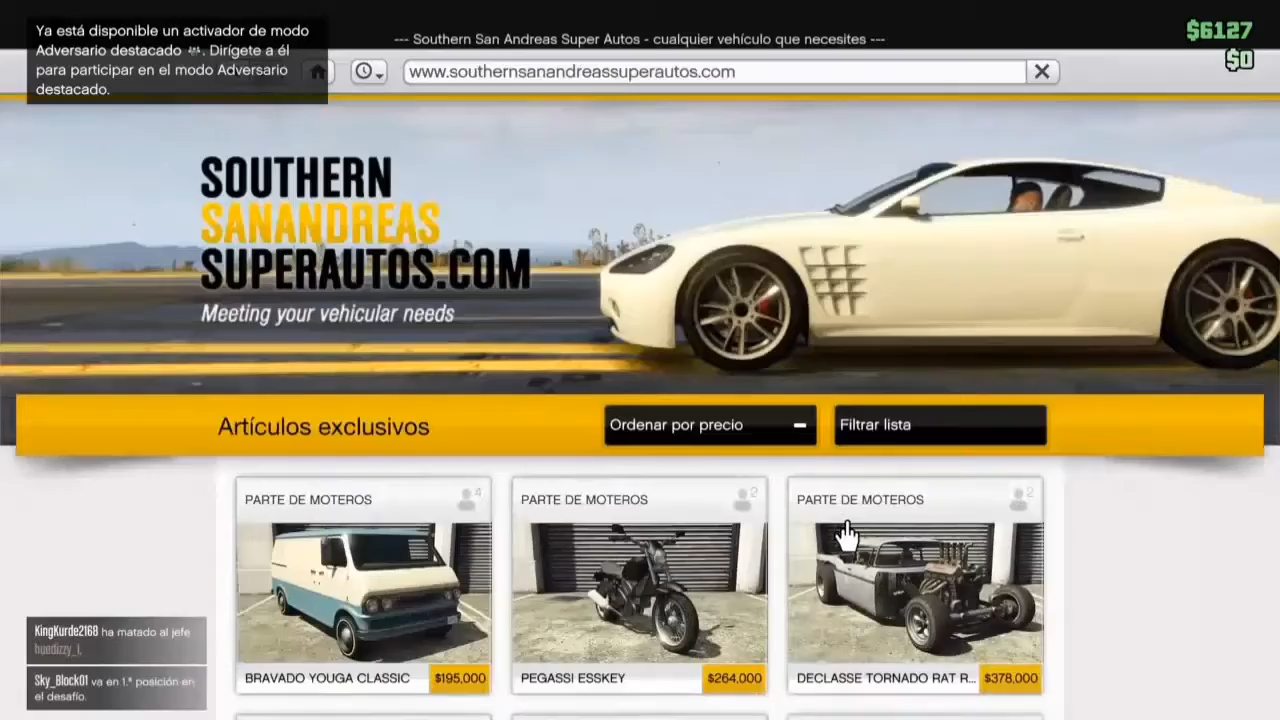 Ya está disponible un activador de modo
Adversario destacado. Dirígete a él
para participar en el modo Adversario
destacado.
--- Southern San Andreas Super Autos - cualquier vehículo que necesites ---
$6127
$0
www.southernsanandreassuperautos.com
SOUTHERN
SANANDREAS
SUPERAUTOS.COM
Meeting your vehicular needs
Artículos exclusivos
Ordenar por precio
Filtrar lista
PARTE DE MOTEROS
4
PARTE DE MOTEROS
2
PARTE DE MOTEROS
2
BRAVADO YOUGA CLASSIC
$195,000
PEGASSI ESSKEY
$264,000
DECLASSE TORNADO RAT R...
$378,000
KingKurde2168 ha matado al jefe
huedizzy_l.
Sky_Block01 va en 1.ª posición en
el desafío.